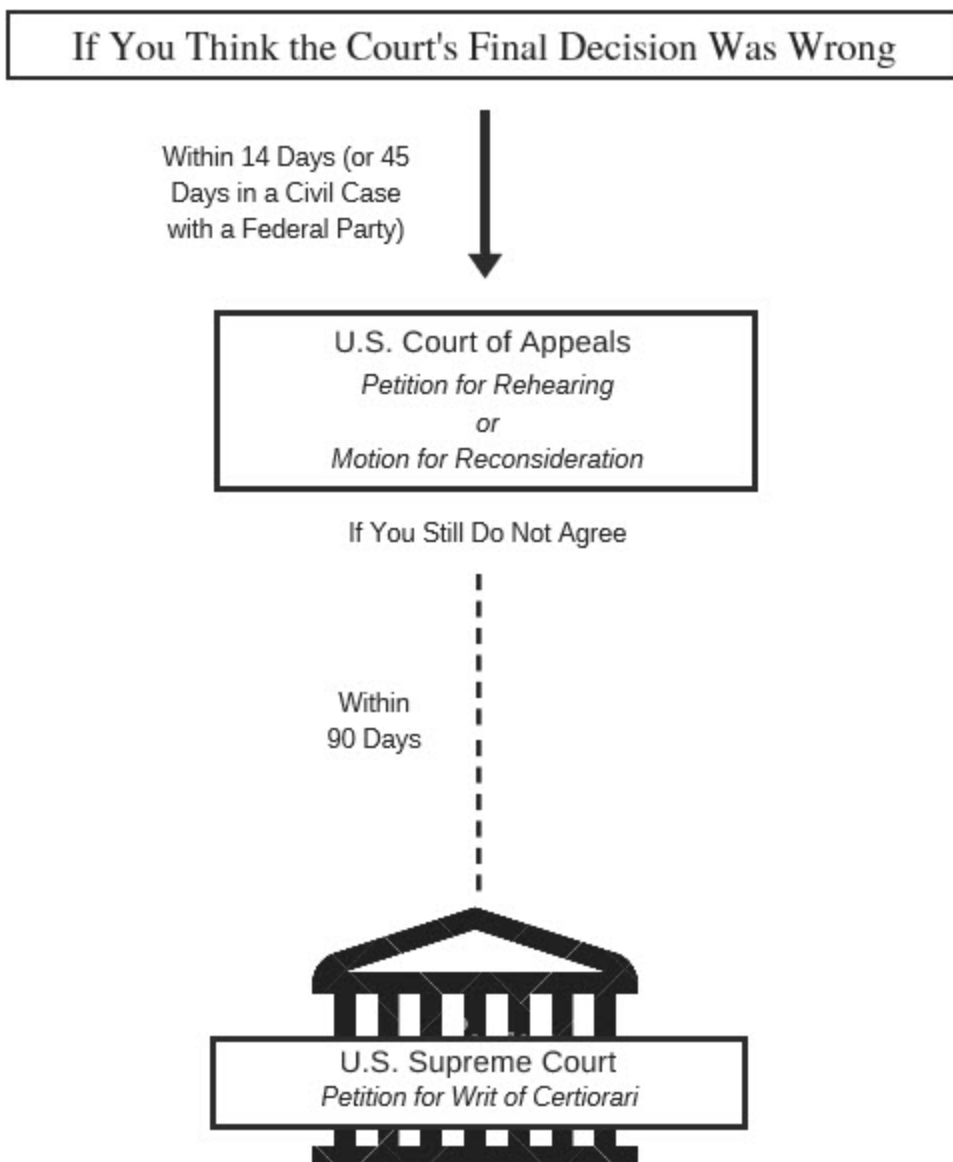 If You Think the Court's Final Decision Was Wrong
Within 14 Days (or 45
Days in a Civil Case
with a Federal Party)
U.S. Court of Appeals
Petition for Rehearing
or
Motion for Reconsideration
If You Still Do Not Agree
Within
90 Days
U.S. Supreme Court
Petition for Writ of Certiorari